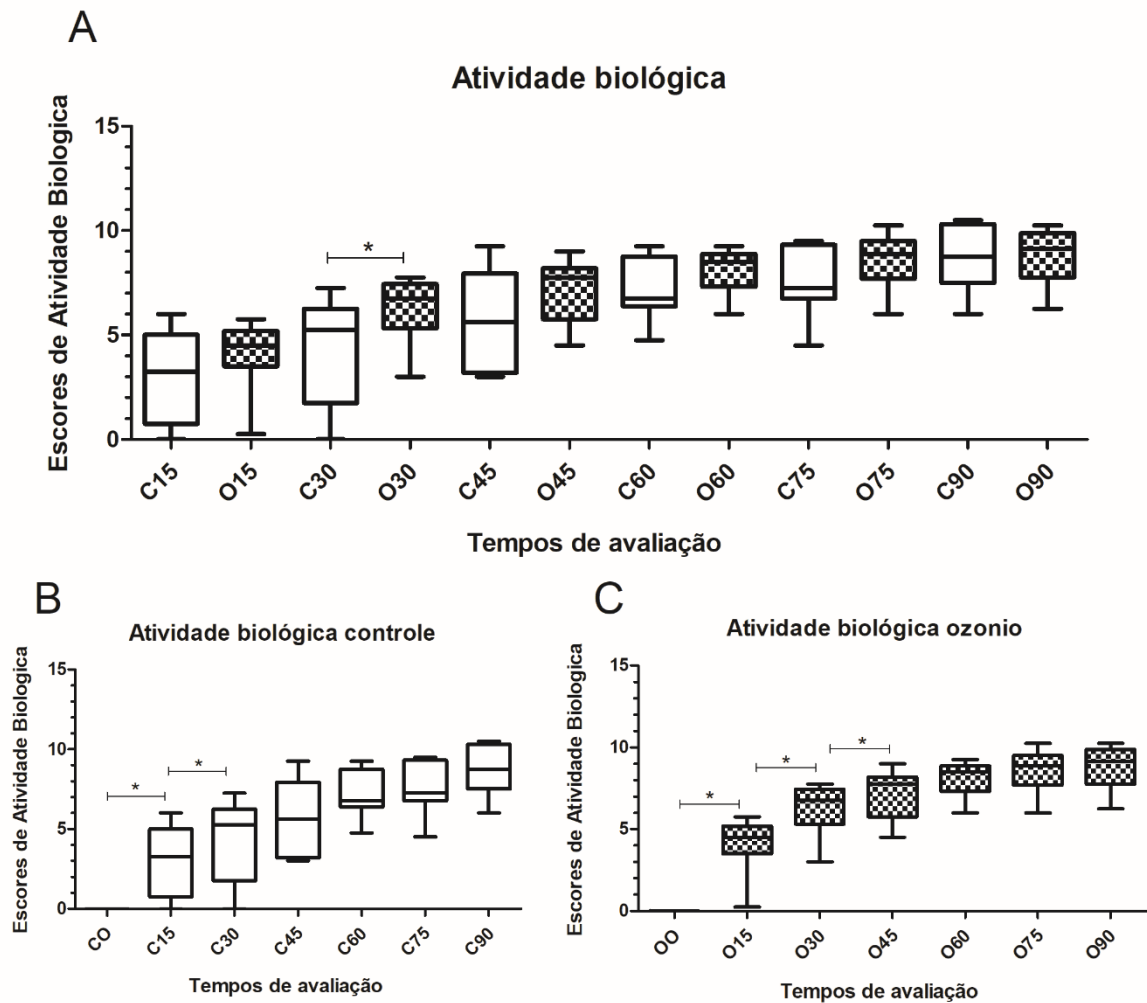 A
Atividade biológica
Escores de Atividade Biologica
15
10
5
0
*
C15 O15 C30 O30 C45 O45 C60 O60 C75 O75 C90 O90
Tempos de avaliação
B
Atividade biológica controle
Escores de Atividade Biologica
15
10
5
0
* *
CO C15 C30 C45 C60 C75 C90
Tempos de avaliação
C
Atividade biológica ozonio
Escores de Atividade Biologica
15
10
5
0
* * *
OO O15 O30 O45 O60 O75 O90
Tempos de avaliação